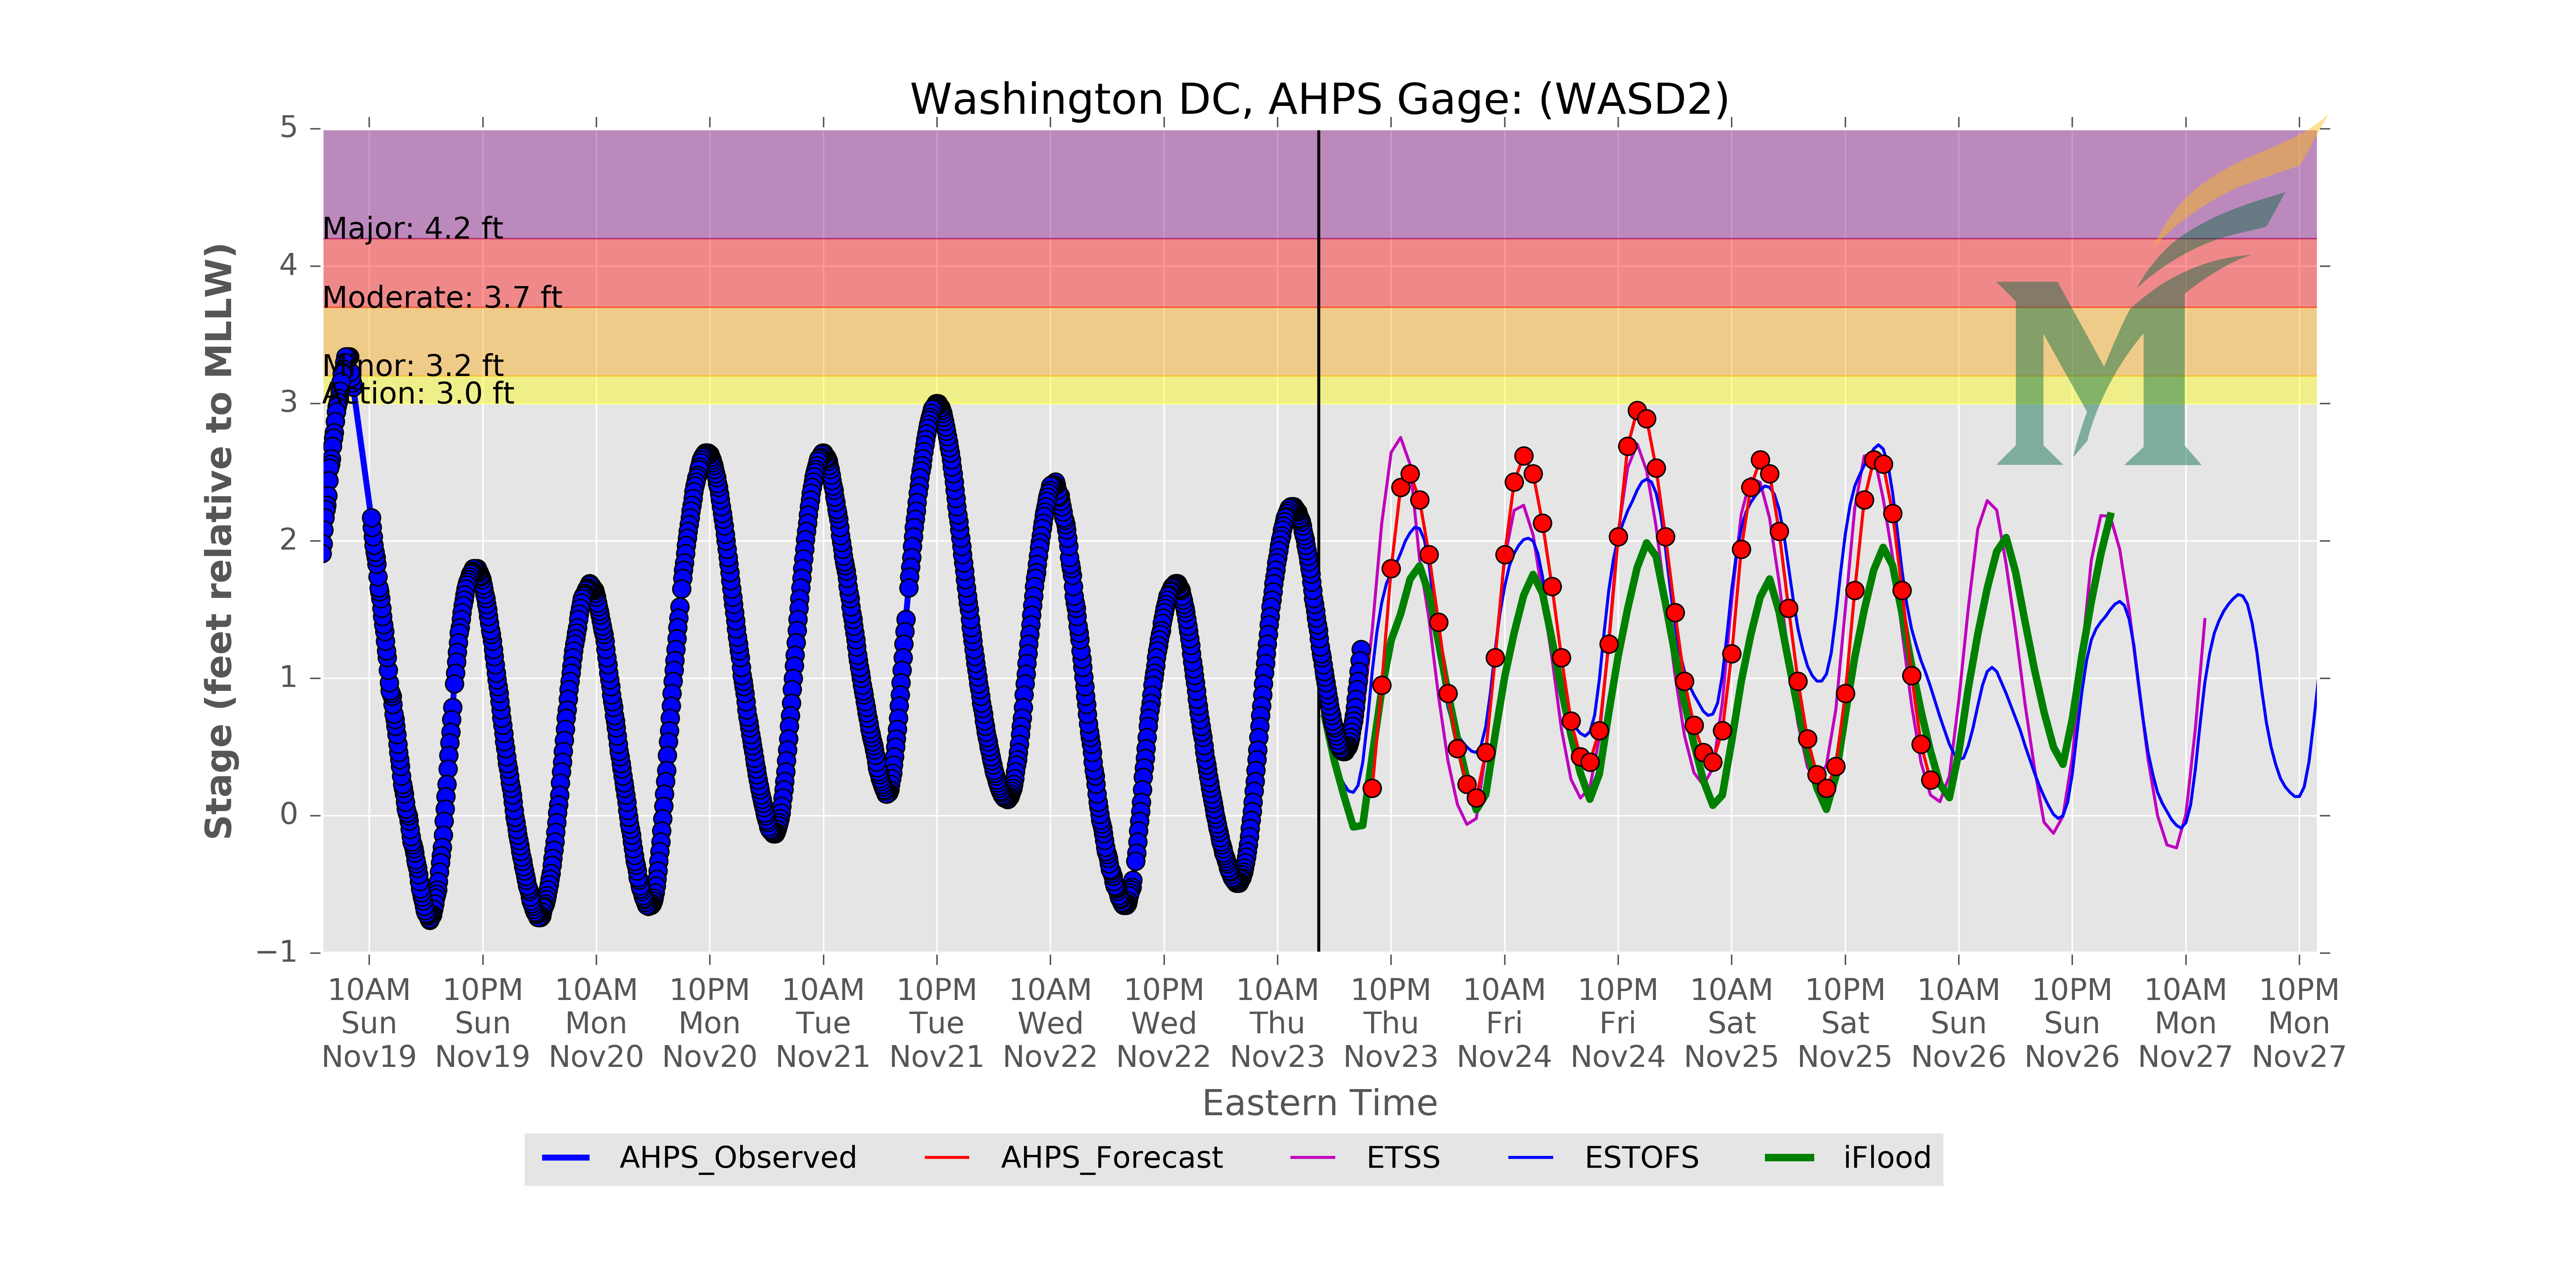 Washington DC, AHPS Gage: (WASD2)
5
4
3
2
1
0
−1
Stage (feet relative to MLLW)
Major: 4.2 ft
Moderate: 3.7 ft
Minor: 3.2 ft
Action: 3.0 ft
10AM 10PM 10AM 10PM 10AM 10PM 10AM 10PM 10AM 10PM 10AM 10PM 10AM 10PM 10AM 10PM 10AM 10PM
Sun Sun Mon Mon Tue Tue Wed Wed Thu Thu Fri Fri Sat Sat Sun Sun Mon Mon
Nov19 Nov19 Nov20 Nov20 Nov21 Nov21 Nov22 Nov22 Nov23 Nov23 Nov24 Nov24 Nov25 Nov25 Nov26 Nov26 Nov27 Nov27
Eastern Time
AHPS_Observed AHPS_Forecast ETSS ESTOFS iFlood